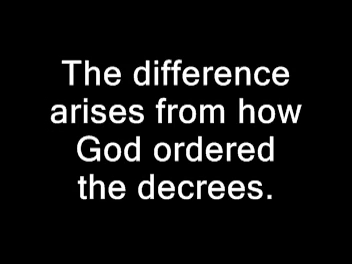 The difference
arises from how
God ordered
the decrees.